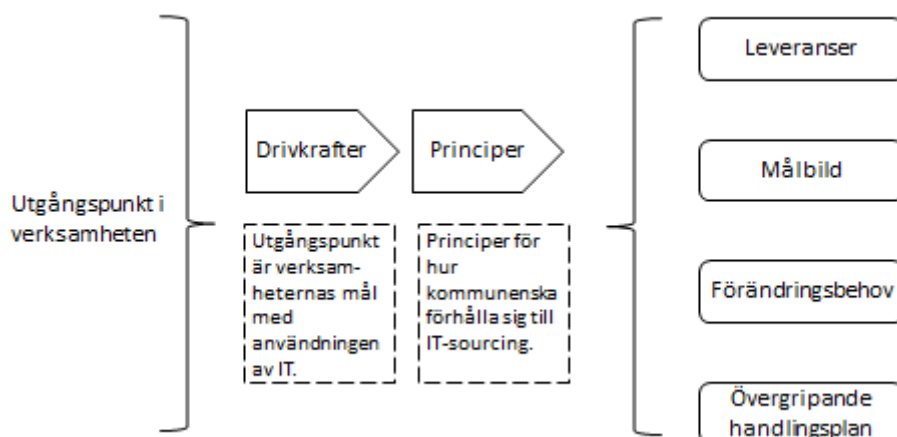 Utgångspunkt i
verksamheten
Drivkrafter
Utgångspunkt
är verksam-
heternas mål
med
användningen
av IT.
Principer
Principer för
hur
kommunenska
förhålla sig till
IT-sourcing.
Leveranser
Målbild
Förändringsbehov
Övergripande
handlingsplan